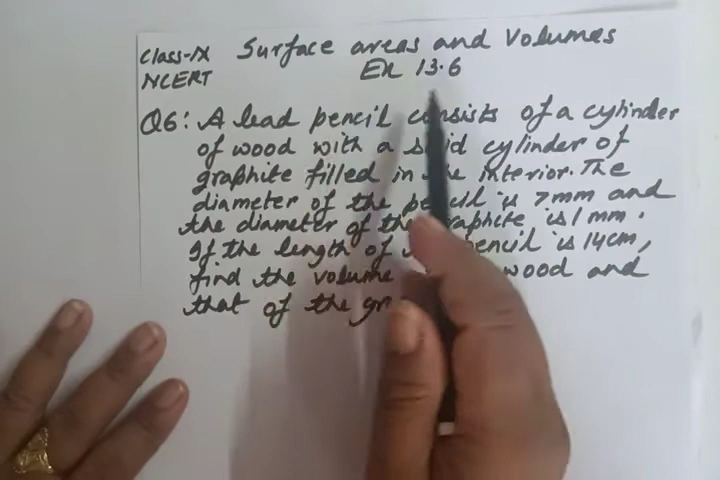 Class-IX Surface areas and Volumes
NCERT Ex 13.6
Q6: A lead pencil consists of a cylinder
of wood with a solid cylinder of
graphite filled in the interior. The
diameter of the pencil is 7mm and
the diameter of the graphite is 1 mm.
If the length of pencil is 14cm,
find the volume wood and
that of the